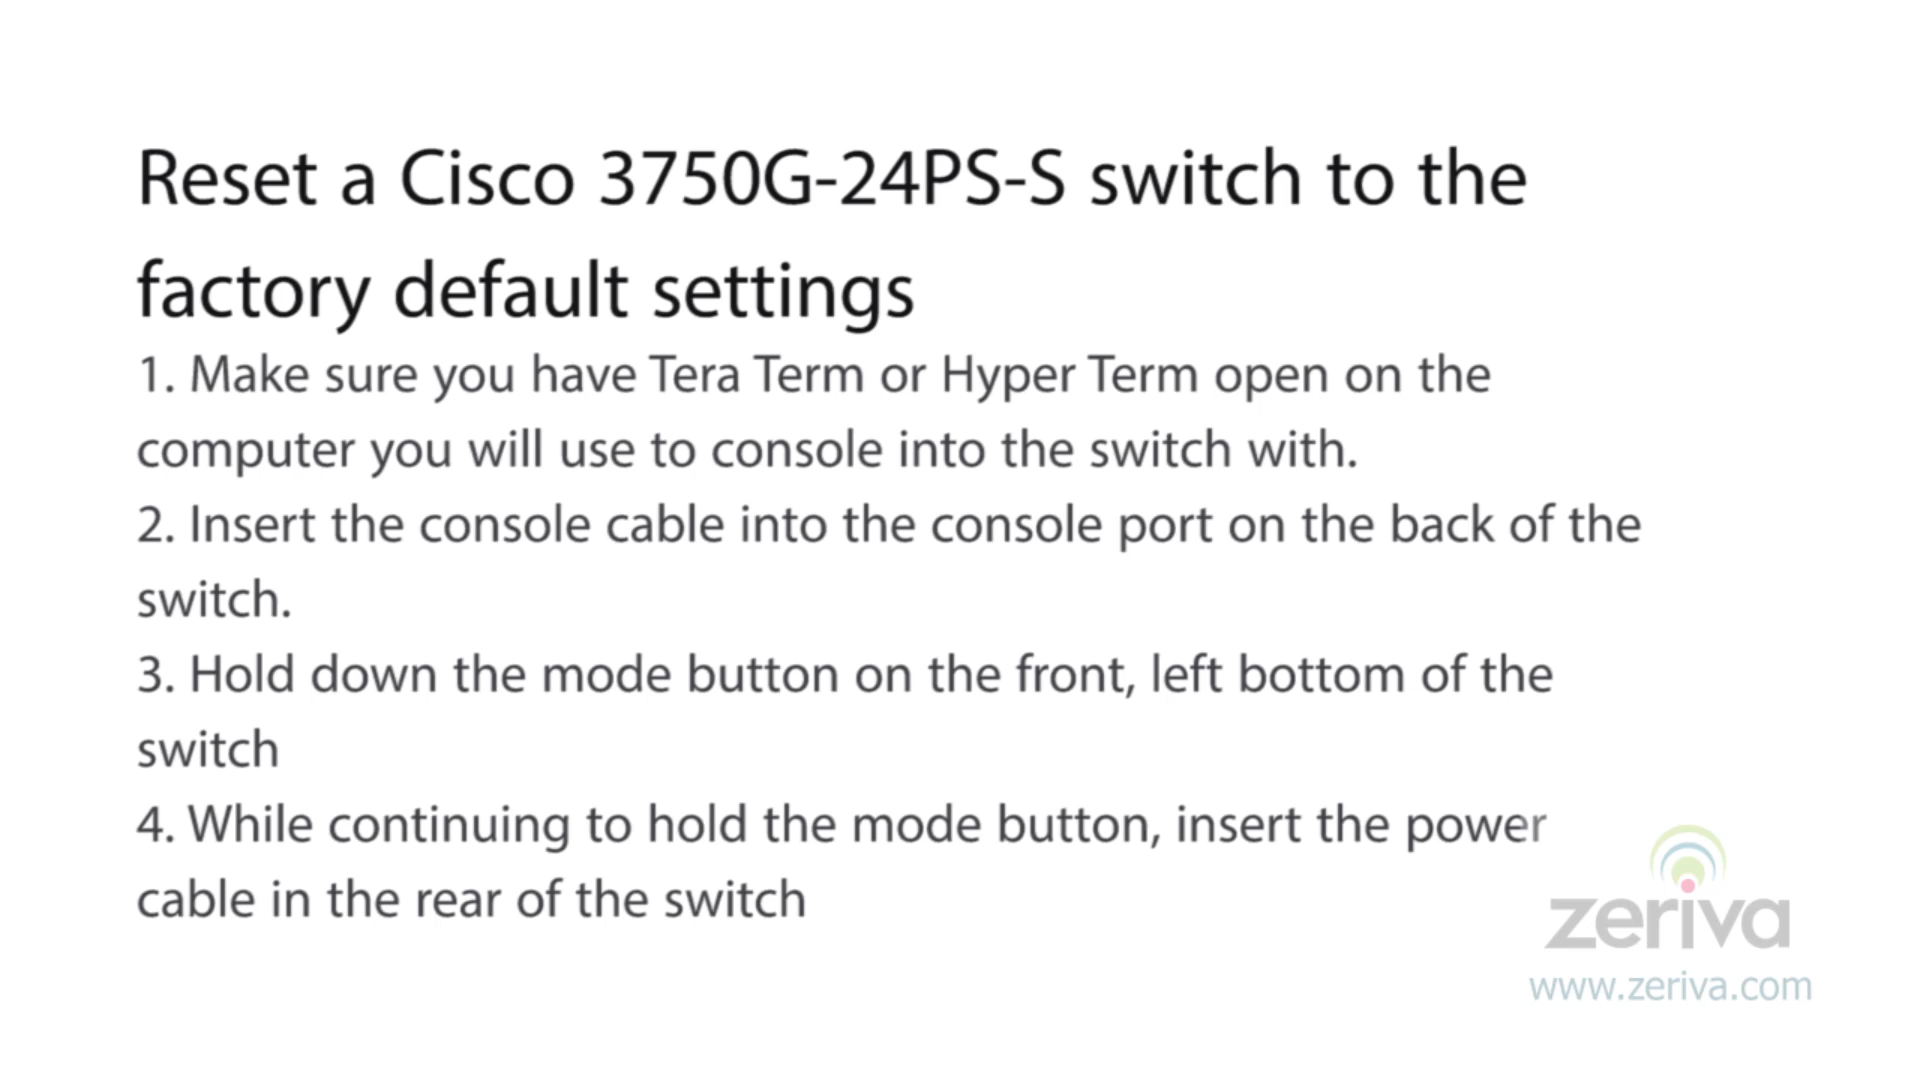 Reset a Cisco 3750G-24PS-S switch to the
factory default settings
1. Make sure you have Tera Term or Hyper Term open on the
computer you will use to console into the switch with.
2. Insert the console cable into the console port on the back of the
switch.
3. Hold down the mode button on the front, left bottom of the
switch
4. While continuing to hold the mode button, insert the power
cable in the rear of the switch
zeriva
www.zeriva.com